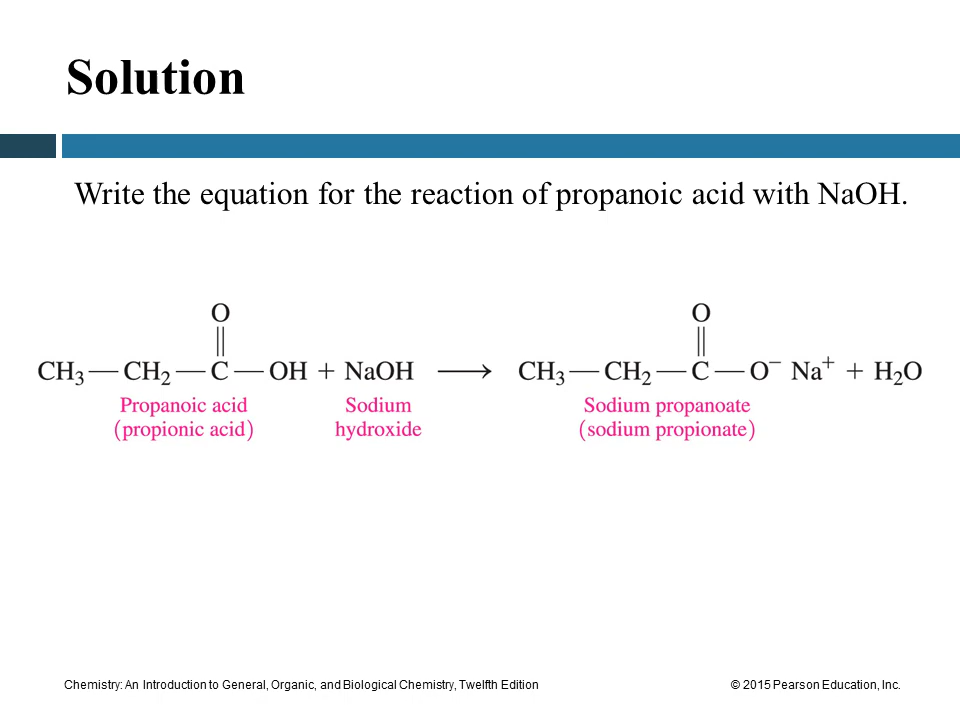 Solution
Write the equation for the reaction of propanoic acid with NaOH.
O O
|| ||
CH₃—CH₂—C—OH + NaOH ⟶ CH₃—CH₂—C—O⁻ Na⁺ + H₂O
Propanoic acid Sodium Sodium propanoate
(propionic acid) hydroxide (sodium propionate)
Chemistry: An Introduction to General, Organic, and Biological Chemistry, Twelfth Edition © 2015 Pearson Education, Inc.